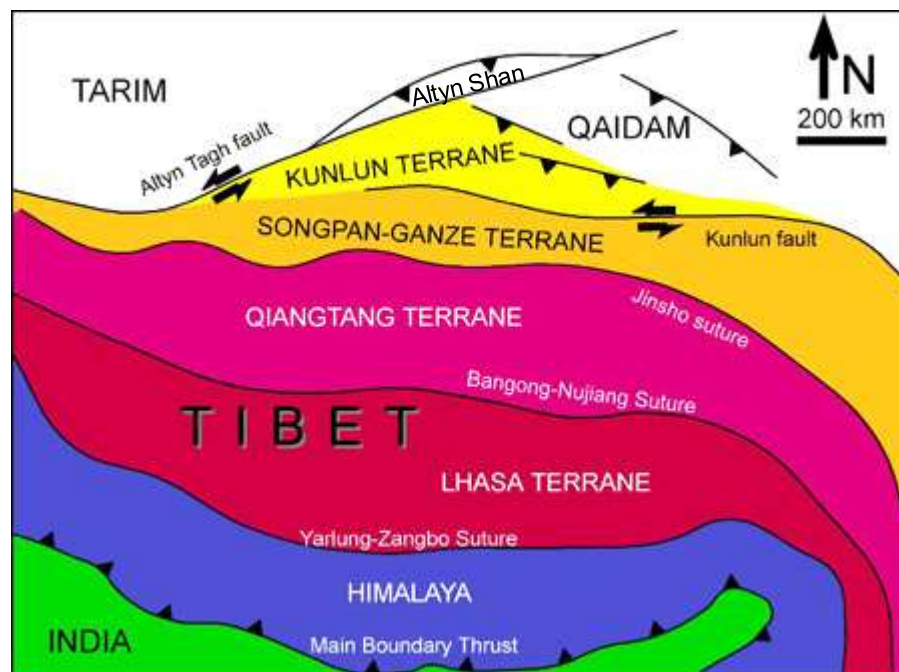 TARIM
Altyn Shan
N
200 km
QAIDAM
Altyn Tagh fault
KUNLUN TERRANE
SONGPAN-GANZE TERRANE
Kunlun fault
Jinsho suture
QIANGTANG TERRANE
Bangong-Nujiang Suture
TIBET
LHASA TERRANE
Yarlung-Zangbo Suture
HIMALAYA
INDIA
Main Boundary Thrust